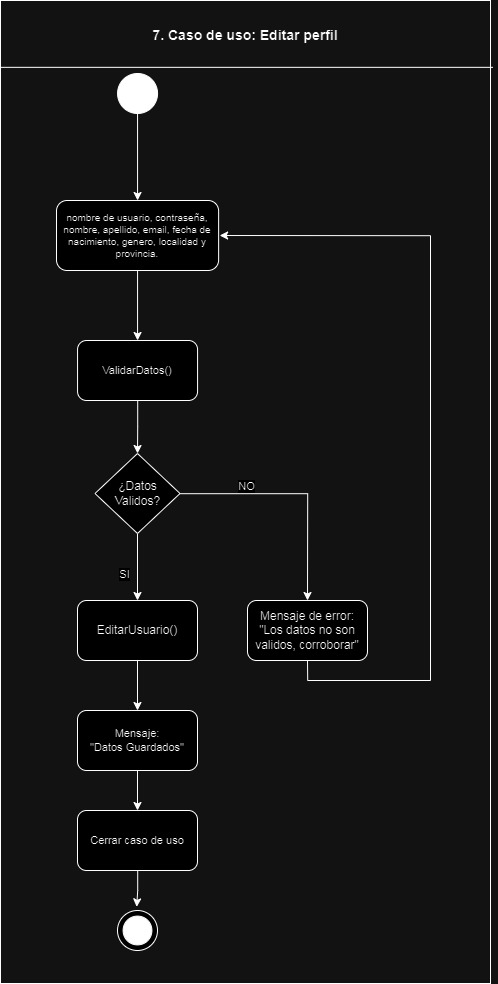 7. Caso de uso: Editar perfil
nombre de usuario, contraseña,
nombre, apellido, email, fecha de
nacimiento, genero, localidad y
provincia.
ValidarDatos()
¿Datos
Validos?
NO
SI
EditarUsuario()
Mensaje de error:
"Los datos no son
validos, corroborar"
Mensaje:
"Datos Guardados"
Cerrar caso de uso